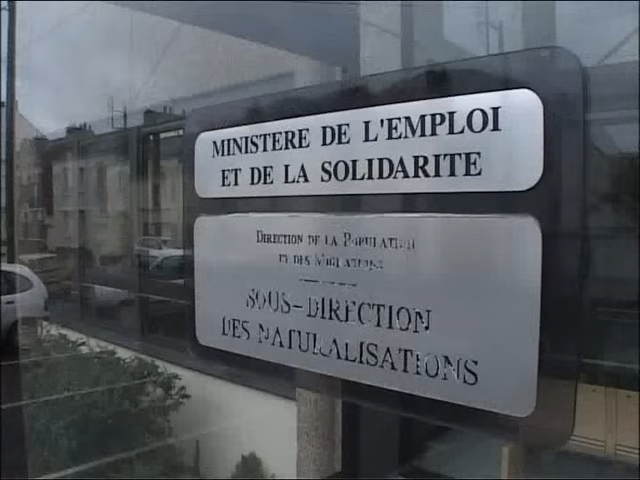 MINISTERE DE L'EMPLOI
ET DE LA SOLIDARITE
DIRECTION DE LA POPULATION
ET DES MIGRATIONS
SOUS-DIRECTION
DES NATURALISATIONS